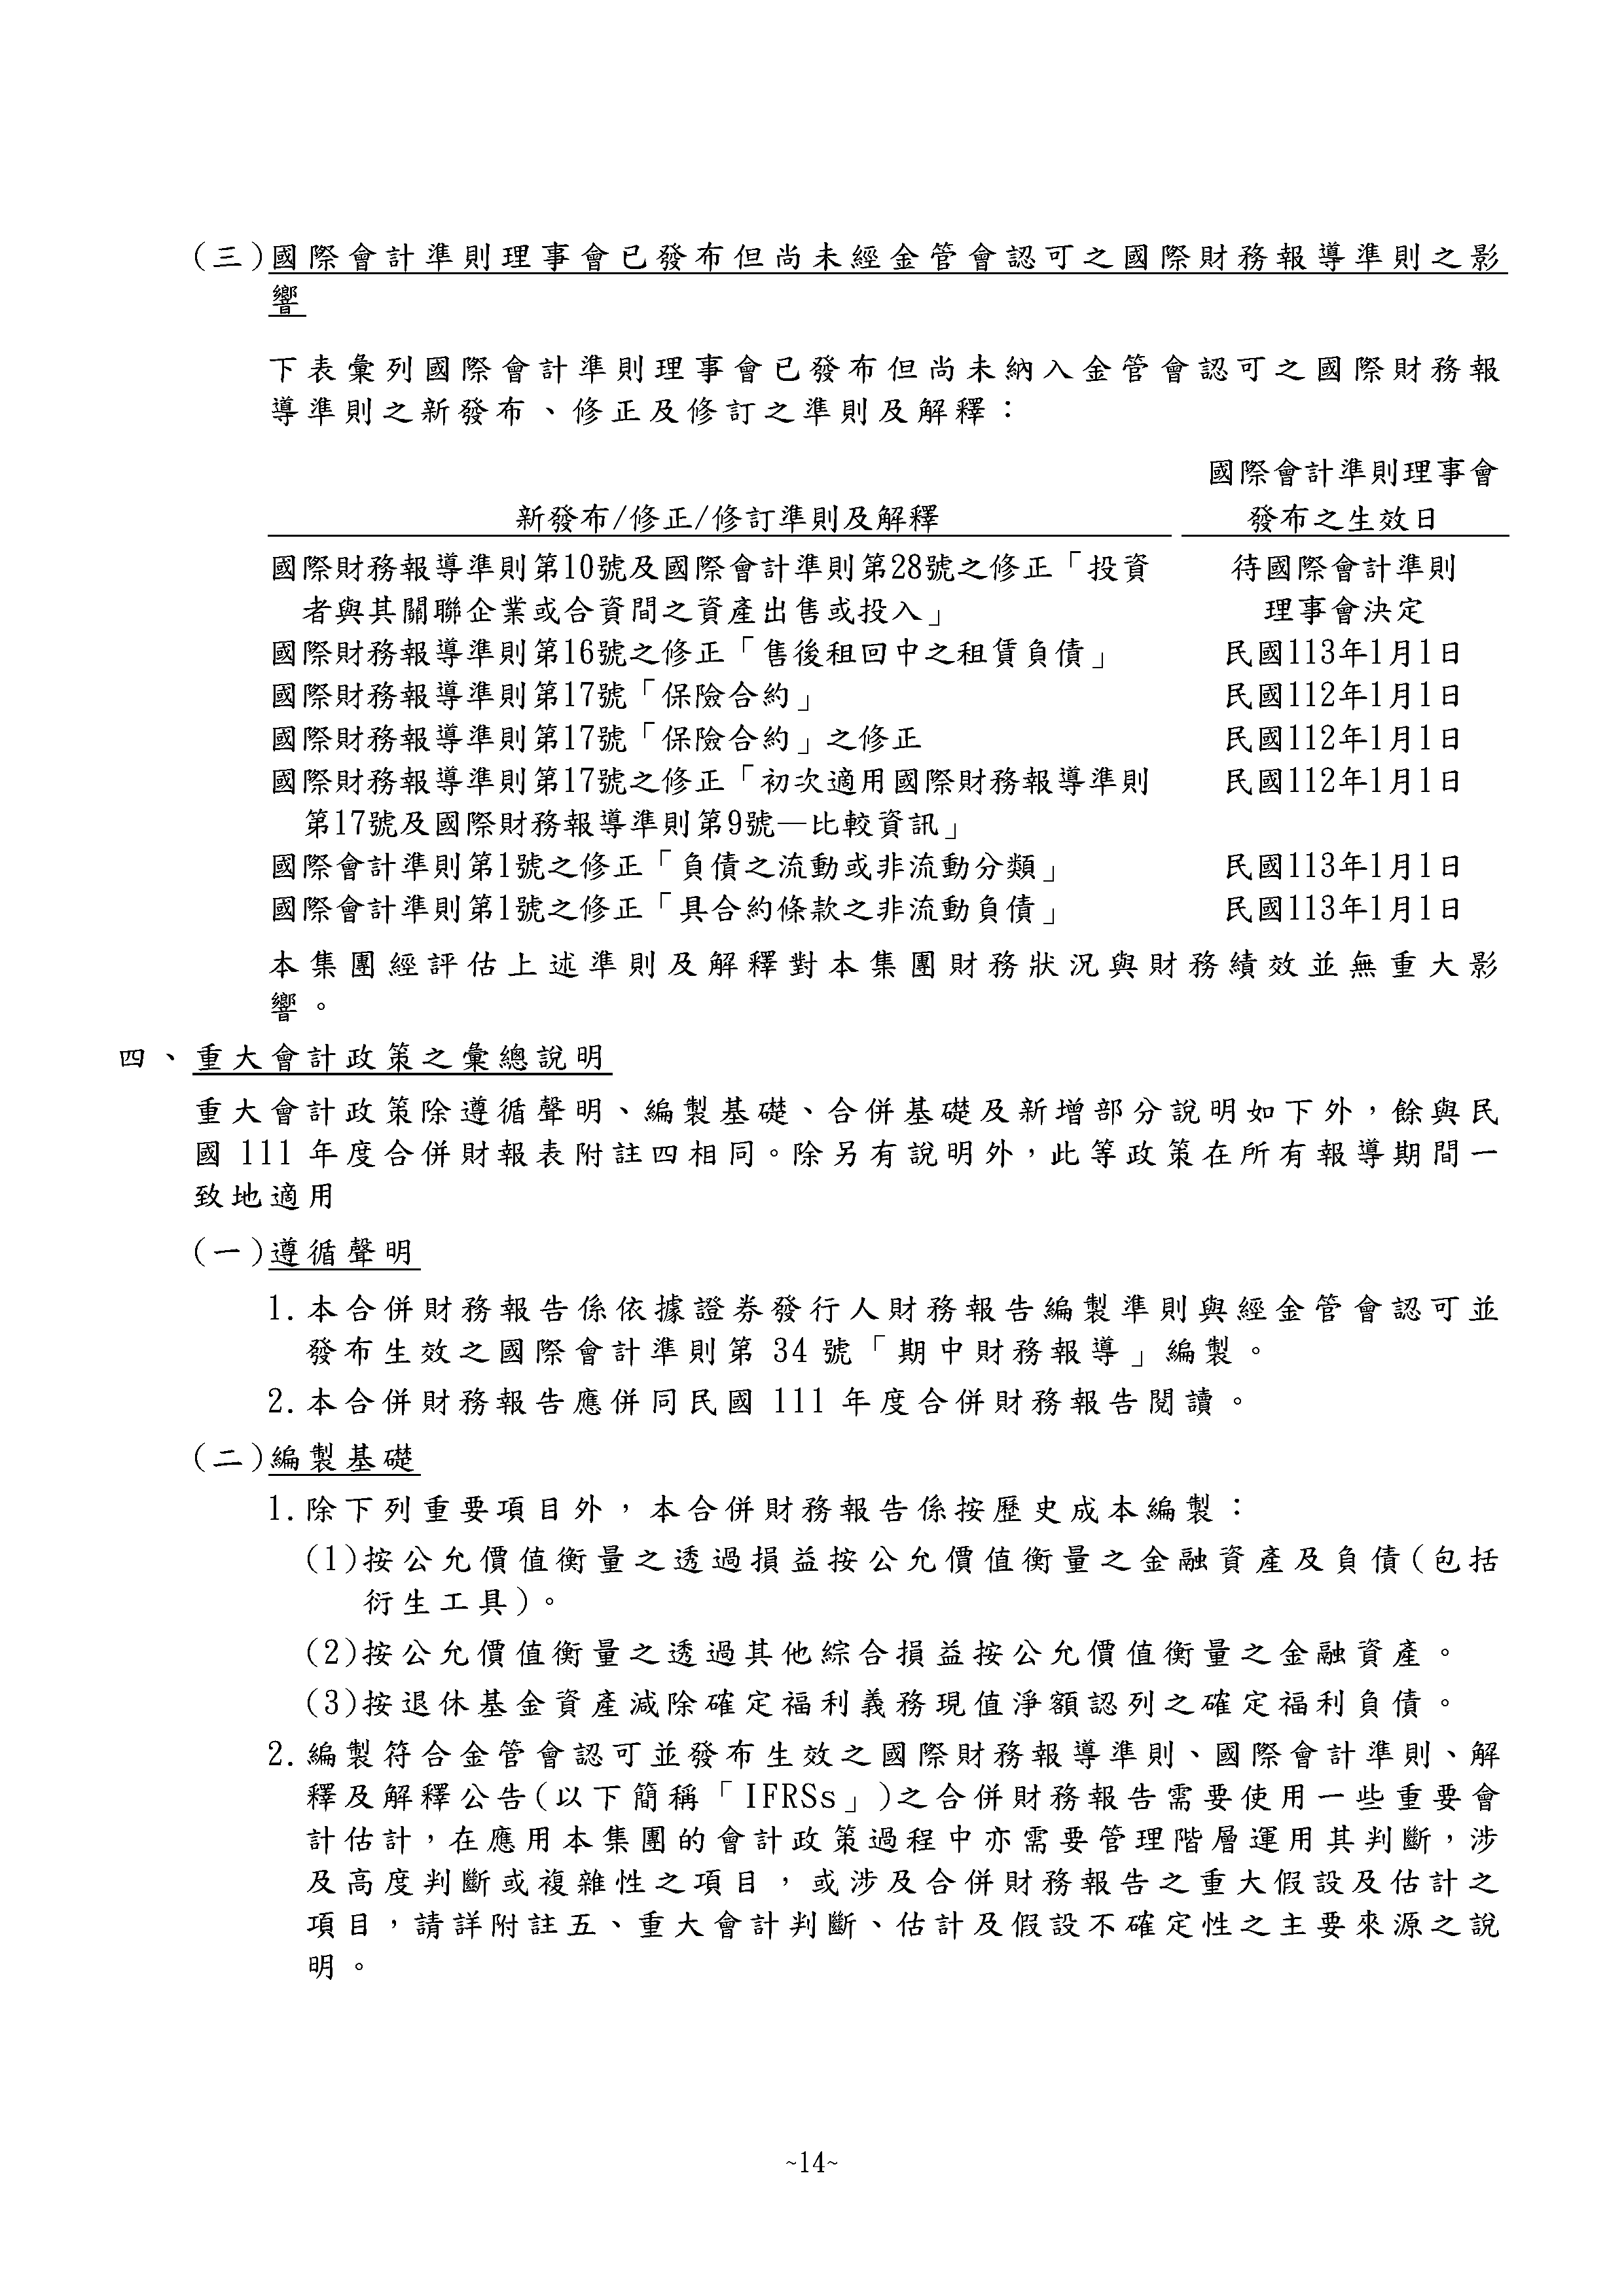 (三)國際會計準則理事會已發布但尚未經金管會認可之國際財務報導準則之影
響
下表彙列國際會計準則理事會已發布但尚未納入金管會認可之國際財務報
導準則之新發布、修正及修訂之準則及解釋：
國際會計準則理事會
新發布/修正/修訂準則及解釋 發布之生效日
國際財務報導準則第10號及國際會計準則第28號之修正「投資 待國際會計準則
者與其關聯企業或合資間之資產出售或投入」 理事會決定
國際財務報導準則第16號之修正「售後租回中之租賃負債」 民國113年1月1日
國際財務報導準則第17號「保險合約」 民國112年1月1日
國際財務報導準則第17號「保險合約」之修正 民國112年1月1日
國際財務報導準則第17號之修正「初次適用國際財務報導準則 民國112年1月1日
第17號及國際財務報導準則第9號—比較資訊」
國際會計準則第1號之修正「負債之流動或非流動分類」 民國113年1月1日
國際會計準則第1號之修正「具合約條款之非流動負債」 民國113年1月1日
本集團經評估上述準則及解釋對本集團財務狀況與財務績效並無重大影
響。
四、重大會計政策之彙總說明
重大會計政策除遵循聲明、編製基礎、合併基礎及新增部分說明如下外，餘與民
國 111 年度合併財報表附註四相同。除另有說明外，此等政策在所有報導期間一
致地適用
(一)遵循聲明
1.本合併財務報告係依據證券發行人財務報告編製準則與經金管會認可並
發布生效之國際會計準則第 34 號「期中財務報導」編製。
2.本合併財務報告應併同民國 111 年度合併財務報告閱讀。
(二)編製基礎
1.除下列重要項目外，本合併財務報告係按歷史成本編製：
(1)按公允價值衡量之透過損益按公允價值衡量之金融資產及負債(包括
衍生工具)。
(2)按公允價值衡量之透過其他綜合損益按公允價值衡量之金融資產。
(3)按退休基金資產減除確定福利義務現值淨額認列之確定福利負債。
2.編製符合金管會認可並發布生效之國際財務報導準則、國際會計準則、解
釋及解釋公告(以下簡稱「IFRSs」)之合併財務報告需要使用一些重要會
計估計，在應用本集團的會計政策過程中亦需要管理階層運用其判斷，涉
及高度判斷或複雜性之項目，或涉及合併財務報告之重大假設及估計之
項目，請詳附註五、重大會計判斷、估計及假設不確定性之主要來源之說
明。
~14~